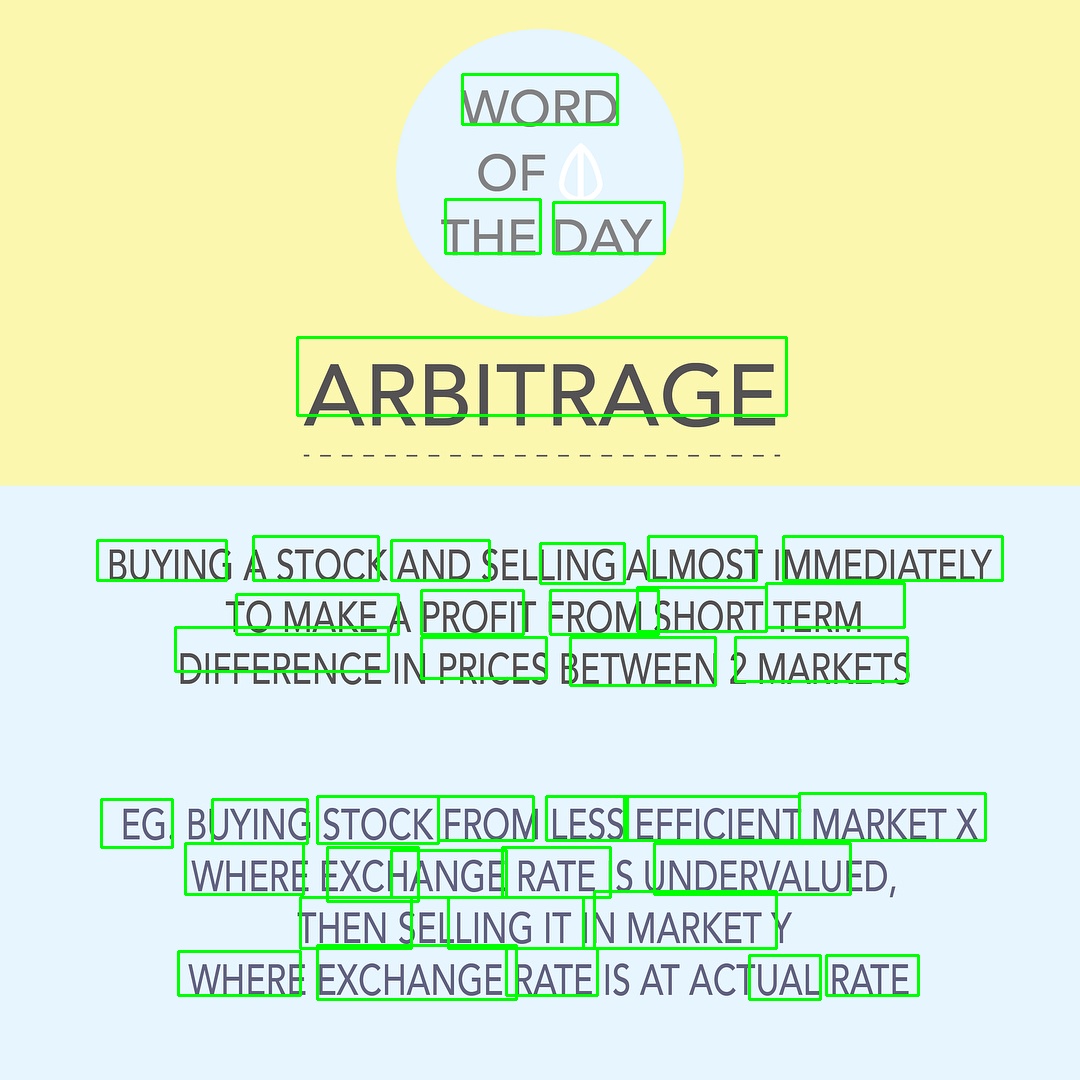 WORD
OF
THE DAY
ARBITRAGE
BUYING A STOCK AND SELLING ALMOST IMMEDIATELY
TO MAKE A PROFIT FROM SHORT TERM
DIFFERENCE IN PRICES BETWEEN 2 MARKETS
EG. BUYING STOCK FROM LESS EFFICIENT MARKET X
WHERE EXCHANGE RATE IS UNDERVALUED,
THEN SELLING IT IN MARKET Y
WHERE EXCHANGE RATE IS AT ACTUAL RATE